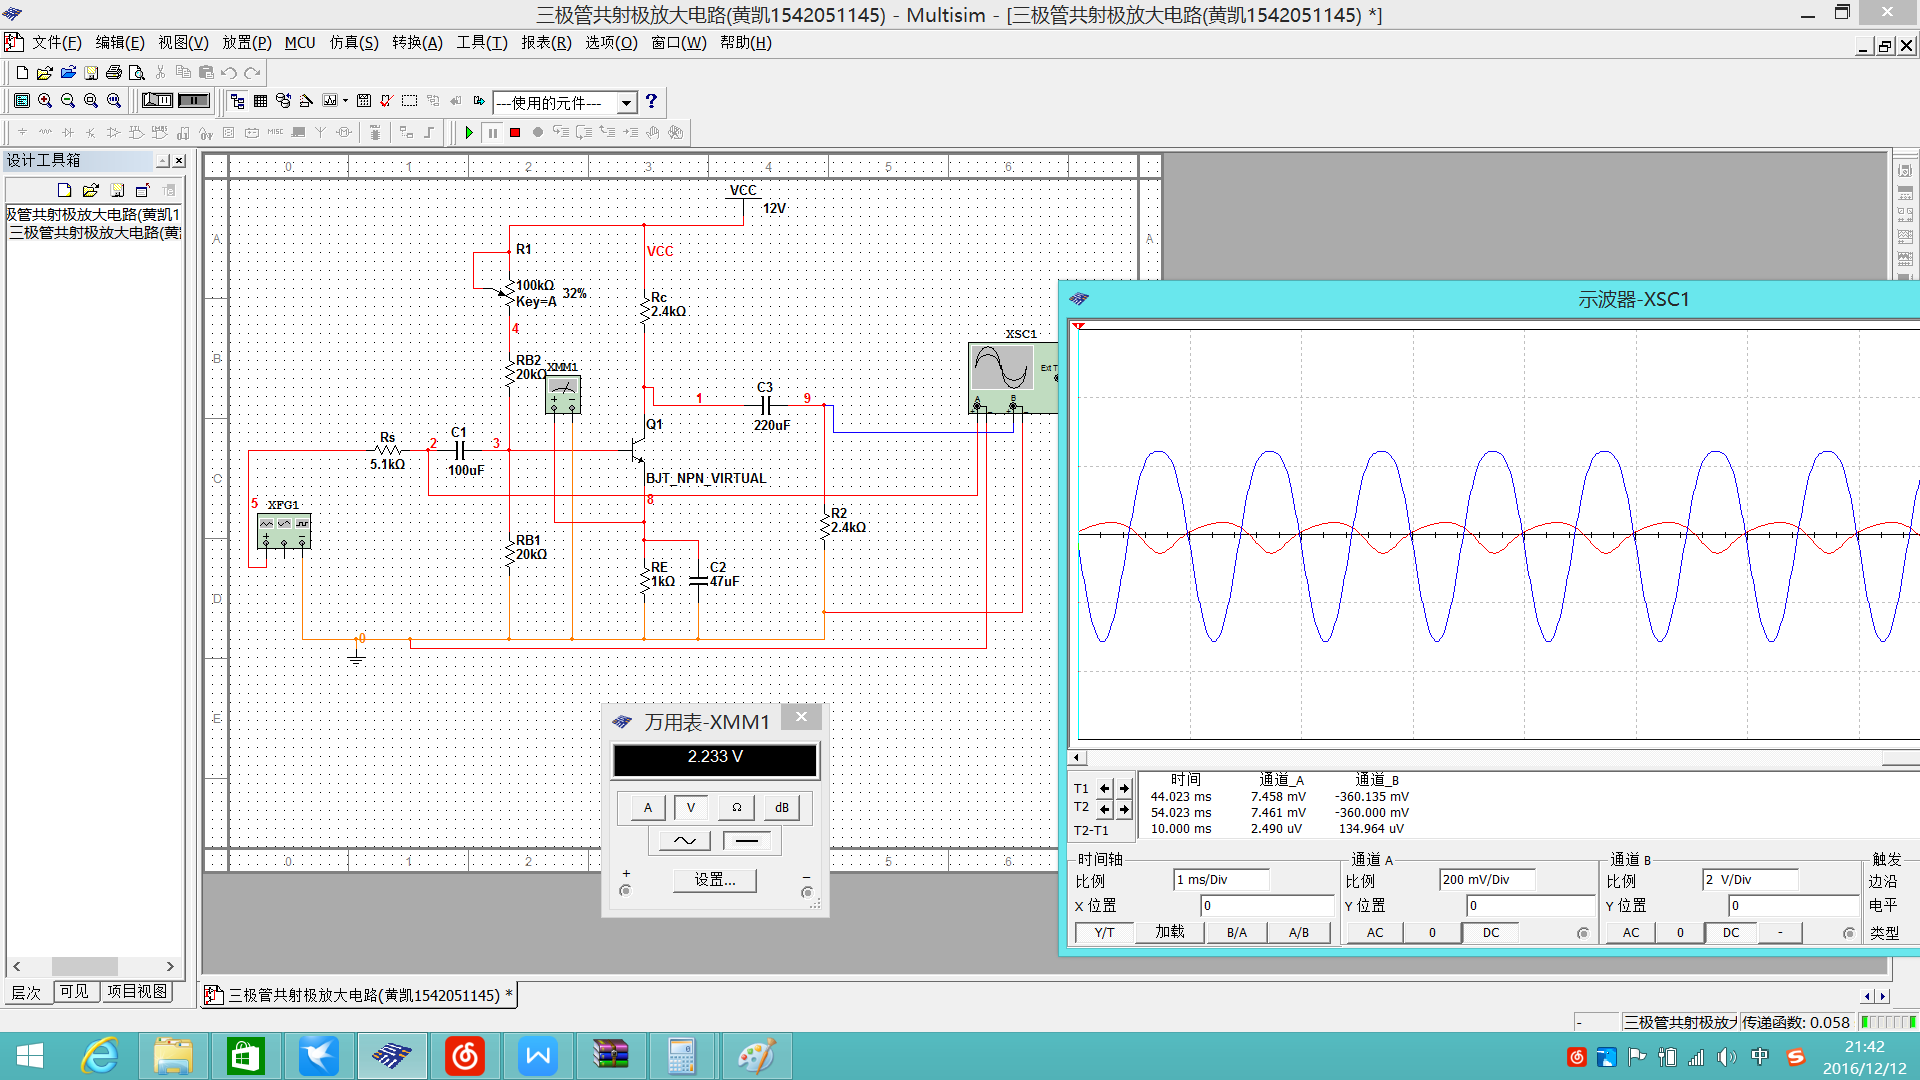 三极管共射极放大电路(黄凯1542051145) - Multisim - [三极管共射极放大电路(黄凯1542051145) *]
文件(F) 编辑(E) 视图(V) 放置(P) MCU 仿真(S) 转换(A) 工具(T) 报表(R) 选项(O) 窗口(W) 帮助(H)
---使用的元件---
MISC
设计工具箱
极管共射极放大电路(黄凯1
三极管共射极放大电路(黄
0 1 2 3 4 5 6
VCC
12V
A
A
R1
VCC
100kΩ
Key=A
32%
Rc
2.4kΩ
4
XSC1
B
RB2
20kΩ
XMM1
Ext T
A B
C3
1
9
220uF
Q1
Rs
2
C1
3
5.1kΩ
100uF
C
BJT_NPN_VIRTUAL
8
5
XFG1
R2
2.4kΩ
RB1
20kΩ
RE
1kΩ
C2
47uF
D
0
E
0 1 2 5 6
万用表-XMM1
2.233 V
A V Ω dB
+
设置...
−
示波器-XSC1
时间 通道_A 通道_B
T1
44.023 ms 7.458 mV -360.135 mV
T2
54.023 ms 7.461 mV -360.000 mV
T2-T1
10.000 ms 2.490 uV 134.964 uV
时间轴 通道 A 通道 B 触发
比例 1 ms/Div 比例 200 mV/Div 比例 2 V/Div 边沿
X 位置 0 Y 位置 0 Y 位置 0 电平
Y/T 加载 B/A A/B AC 0 DC AC 0 DC - 类型
层次 可见 项目视图
三极管共射极放大电路(黄凯1542051145) *
- 三极管共射极放大 传递函数: 0.058
中
21:42
2016/12/12